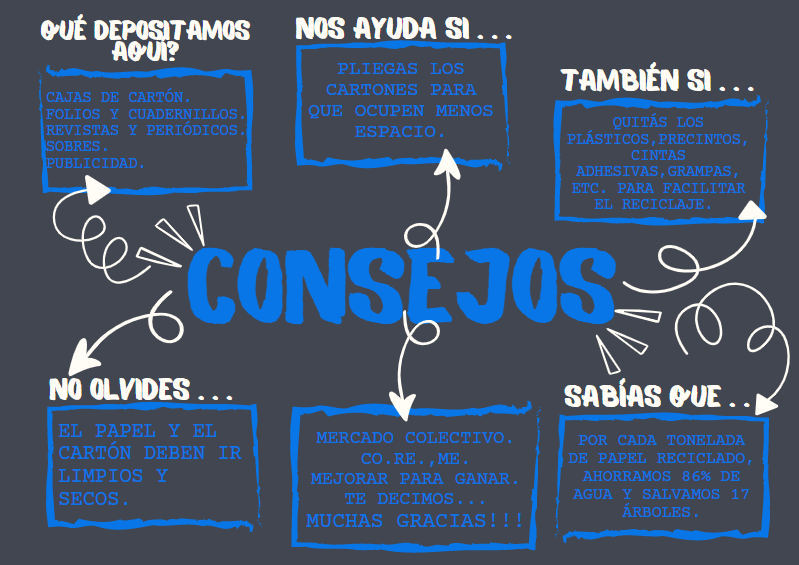 QUÉ DEPOSITAMOS
AQUÍ?
CAJAS DE CARTÓN.
FOLIOS Y CUADERNILLOS.
REVISTAS Y PERIÓDICOS.
SOBRES.
PUBLICIDAD.
NOS AYUDA SI . . .
PLIEGAS LOS
CARTONES PARA
QUE OCUPEN MENOS
ESPACIO.
TAMBIÉN SI . . .
QUITÁS LOS
PLÁSTICOS,PRECINTOS,
CINTAS
ADHESIVAS,GRAMPAS,
ETC. PARA FACILITAR
EL RECICLAJE.
CONSEJOS
NO OLVIDES . . .
EL PAPEL Y EL
CARTÓN DEBEN IR
LIMPIOS Y
SECOS.
MERCADO COLECTIVO.
CO.RE.,ME.
MEJORAR PARA GANAR.
TE DECIMOS...
MUCHAS GRACIAS!!!
SABÍAS QUE . . .
POR CADA TONELADA
DE PAPEL RECICLADO,
AHORRAMOS 86% DE
AGUA Y SALVAMOS 17
ÁRBOLES.